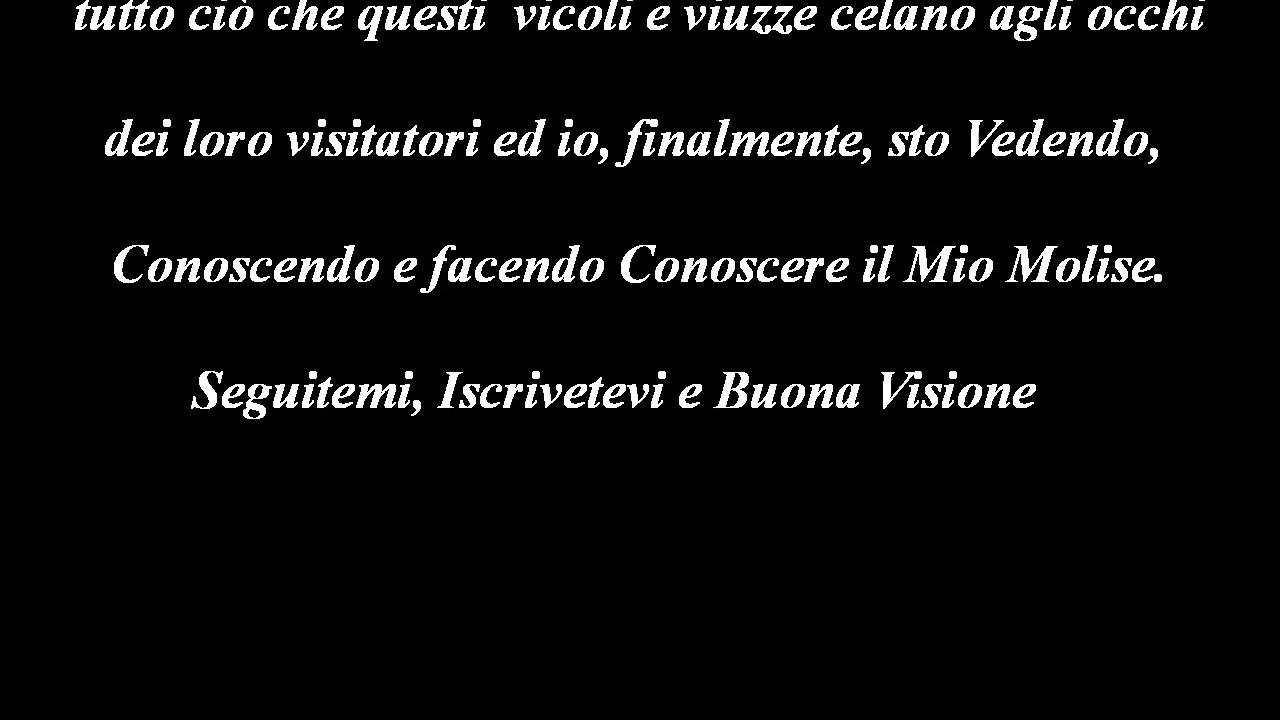 tutto ciò che questi  vicoli e viuzze celano agli occhi
dei loro visitatori ed io, finalmente, sto Vedendo,
Conoscendo e facendo Conoscere il Mio Molise.
Seguitemi, Iscrivetevi e Buona Visione